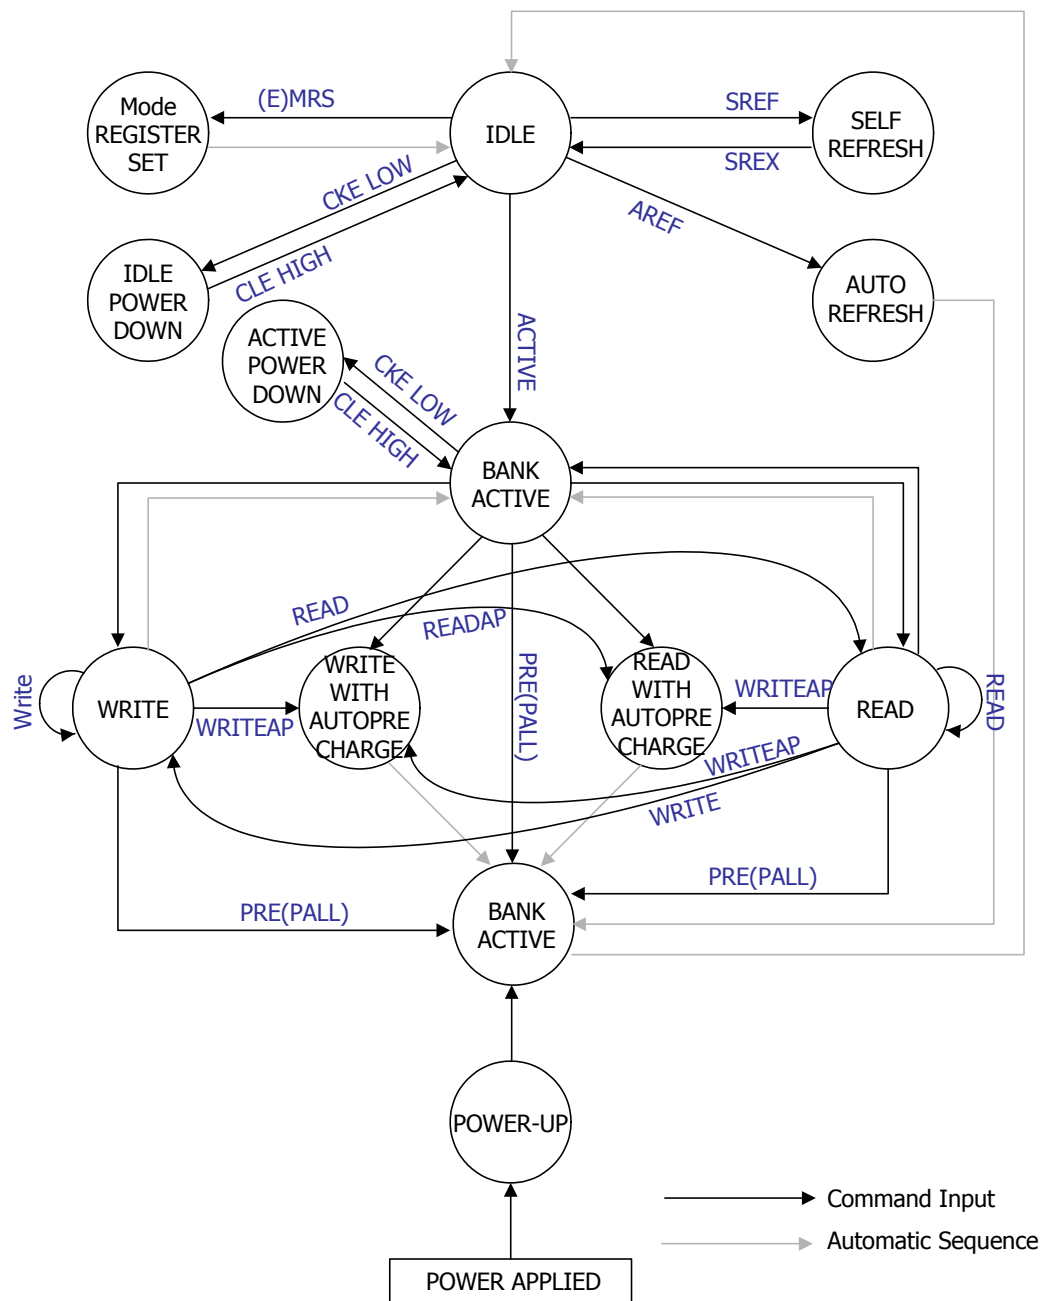 (E)MRS
SREF
Mode
REGISTER
SET
IDLE
SELF
REFRESH
SREX
CKE LOW
AREF
CLE HIGH
IDLE
POWER
DOWN
AUTO
REFRESH
ACTIVE
POWER
DOWN
ACTIVE
CKE LOW
CLE HIGH
BANK
ACTIVE
READ
READAP
WRITE
WITH
AUTOPRE
CHARGE
READ
WITH
AUTOPRE
CHARGE
Write
WRITE
WRITEAP
PRE(PALL)
WRITEAP
READ
READ
WRITEAP
WRITE
PRE(PALL)
PRE(PALL)
BANK
ACTIVE
POWER-UP
Command Input
Automatic Sequence
POWER APPLIED